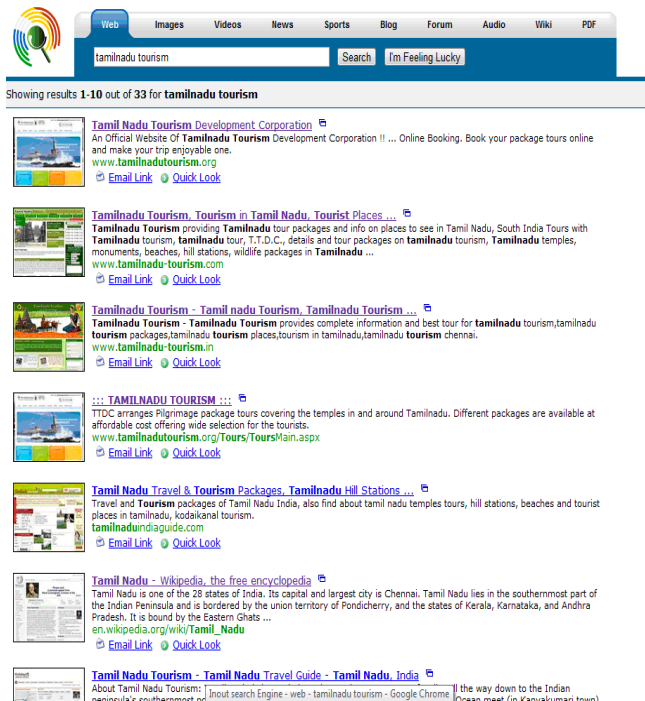 Web Images Videos News Sports Blog Forum Audio Wiki PDF
tamilnadu tourism Search I'm Feeling Lucky
Showing results 1-10 out of 33 for tamilnadu tourism
Tamil Nadu Tourism Development Corporation
An Official Website Of Tamilnadu Tourism Development Corporation !! ... Online Booking. Book your package tours online
and make your trip enjoyable one.
www.tamilnadutourism.org
Email Link Quick Look
Tamilnadu Tourism, Tourism in Tamil Nadu, Tourist Places ...
Tamilnadu Tourism providing Tamilnadu tour packages and info on places to see in Tamil Nadu, South India Tours with
Tamilnadu tourism, tamilnadu tour, T.T.D.C., details and tour packages on tamilnadu tourism, Tamilnadu temples,
monuments, beaches, hill stations, wildlife packages in Tamilnadu ...
www.tamilnadu-tourism.com
Email Link Quick Look
Tamilnadu Tourism - Tamil nadu Tourism, Tamilnadu Tourism ...
Tamilnadu Tourism - Tamilnadu Tourism provides complete information and best tour for tamilnadu tourism,tamilnadu
tourism packages,tamilnadu tourism places,tourism in tamilnadu,tamilnadu tourism chennai.
www.tamilnadu-tourism.in
Email Link Quick Look
::: TAMILNADU TOURISM :::
TTDC arranges Pilgrimage package tours covering the temples in and around Tamilnadu. Different packages are available at
affordable cost offering wide selection for the tourists.
www.tamilnadutourism.org/Tours/ToursMain.aspx
Email Link Quick Look
Tamil Nadu Travel & Tourism Packages, Tamilnadu Hill Stations ...
Travel and Tourism packages of Tamil Nadu India, also find about tamil nadu temples tours, hill stations, beaches and tourist
places in tamilnadu, kodaikanal tourism.
tamilnaduindiaguide.com
Email Link Quick Look
Tamil Nadu - Wikipedia, the free encyclopedia
Tamil Nadu is one of the 28 states of India. Its capital and largest city is Chennai. Tamil Nadu lies in the southernmost part of
the Indian Peninsula and is bordered by the union territory of Pondicherry, and the states of Kerala, Karnataka, and Andhra
Pradesh. It is bound by the Eastern Ghats ...
en.wikipedia.org/wiki/Tamil_Nadu
Email Link Quick Look
Tamil Nadu Tourism - Tamil Nadu Travel Guide - Tamil Nadu, India
About Tamil Nadu Tourism: the way down to the Indian
Inout search Engine - web - tamilnadu tourism - Google Chrome
peninsula's southernmost Ocean meet (in Kanyakumari town)